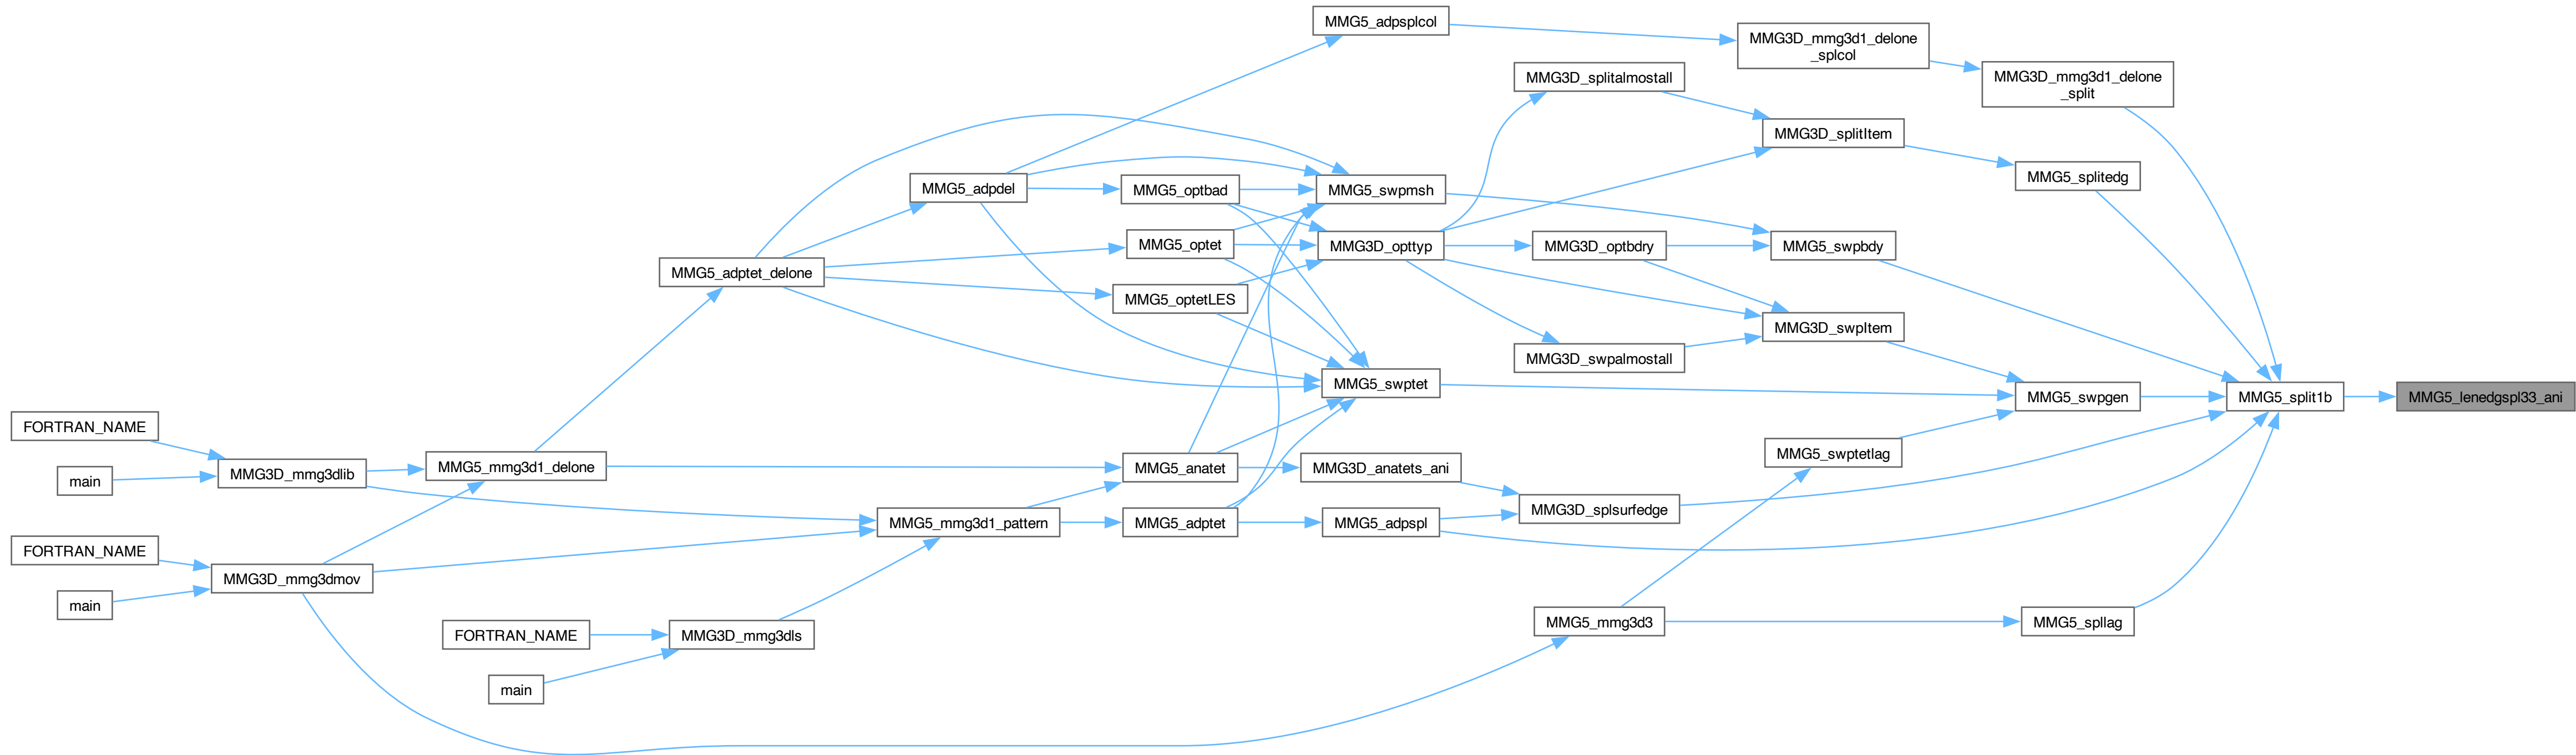 MMG5_adpsplcol
MMG3D_mmg3d1_delone
_splcol
MMG3D_splitalmostall
MMG3D_mmg3d1_delone
_split
MMG3D_splitItem
MMG5_splitedg
MMG5_adpdel
MMG5_optbad
MMG5_swpmsh
MMG5_optet
MMG3D_opttyp
MMG3D_optbdry
MMG5_swpbdy
MMG5_adptet_delone
MMG5_optetLES
MMG3D_swpItem
MMG3D_swpalmostall
MMG5_swptet
MMG5_swpgen
MMG5_split1b
MMG5_lenedgspl33_ani
FORTRAN_NAME
MMG5_swptetlag
main
MMG3D_mmg3dlib
MMG5_mmg3d1_delone
MMG5_anatet
MMG3D_anatets_ani
MMG3D_splsurfedge
MMG5_mmg3d1_pattern
MMG5_adptet
MMG5_adpspl
FORTRAN_NAME
MMG3D_mmg3dmov
main
MMG5_mmg3d3
MMG5_spllag
FORTRAN_NAME
MMG3D_mmg3dls
main